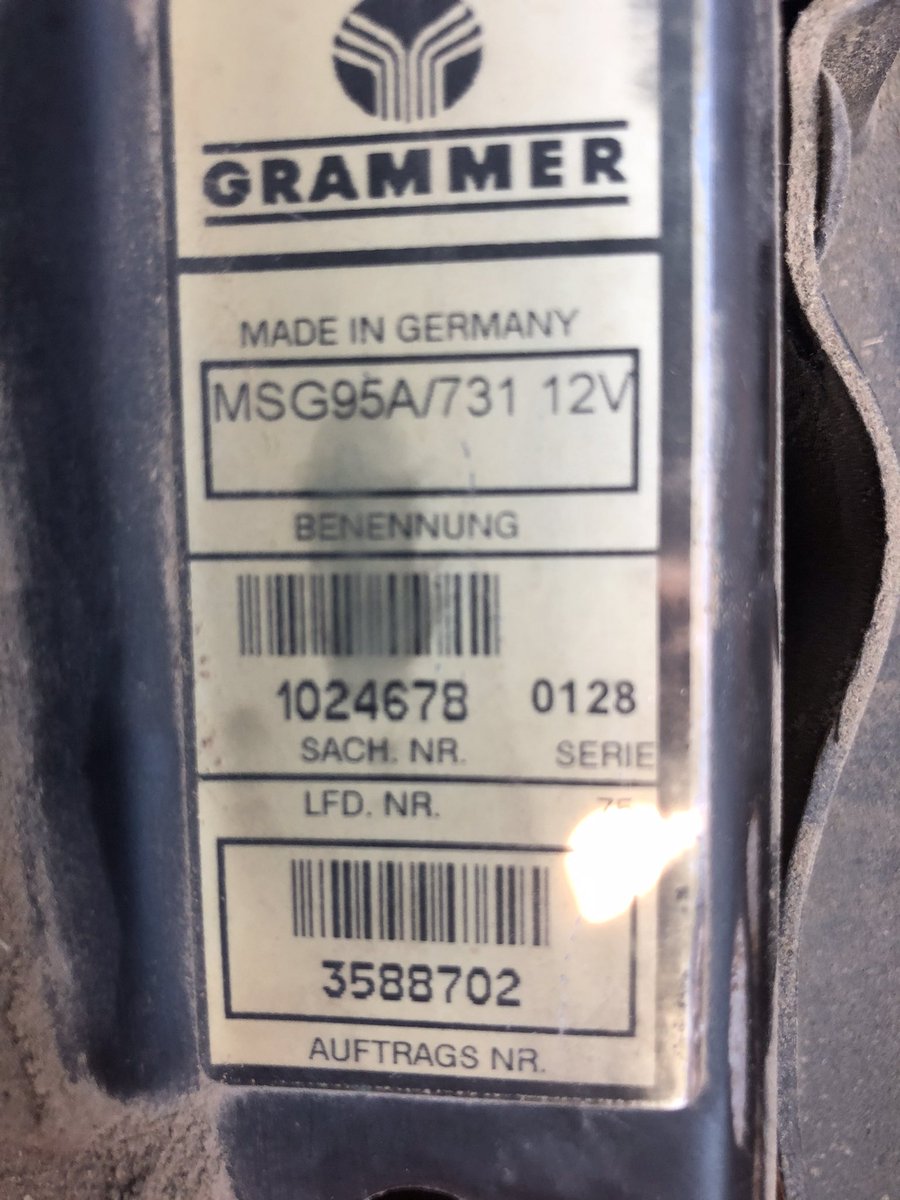 GRAMMER
MADE IN GERMANY
MSG95A/731 12V
BENENNUNG
1024678 0128
SACH. NR. SERIE
LFD. NR.
3588702
AUFTRAGS NR.